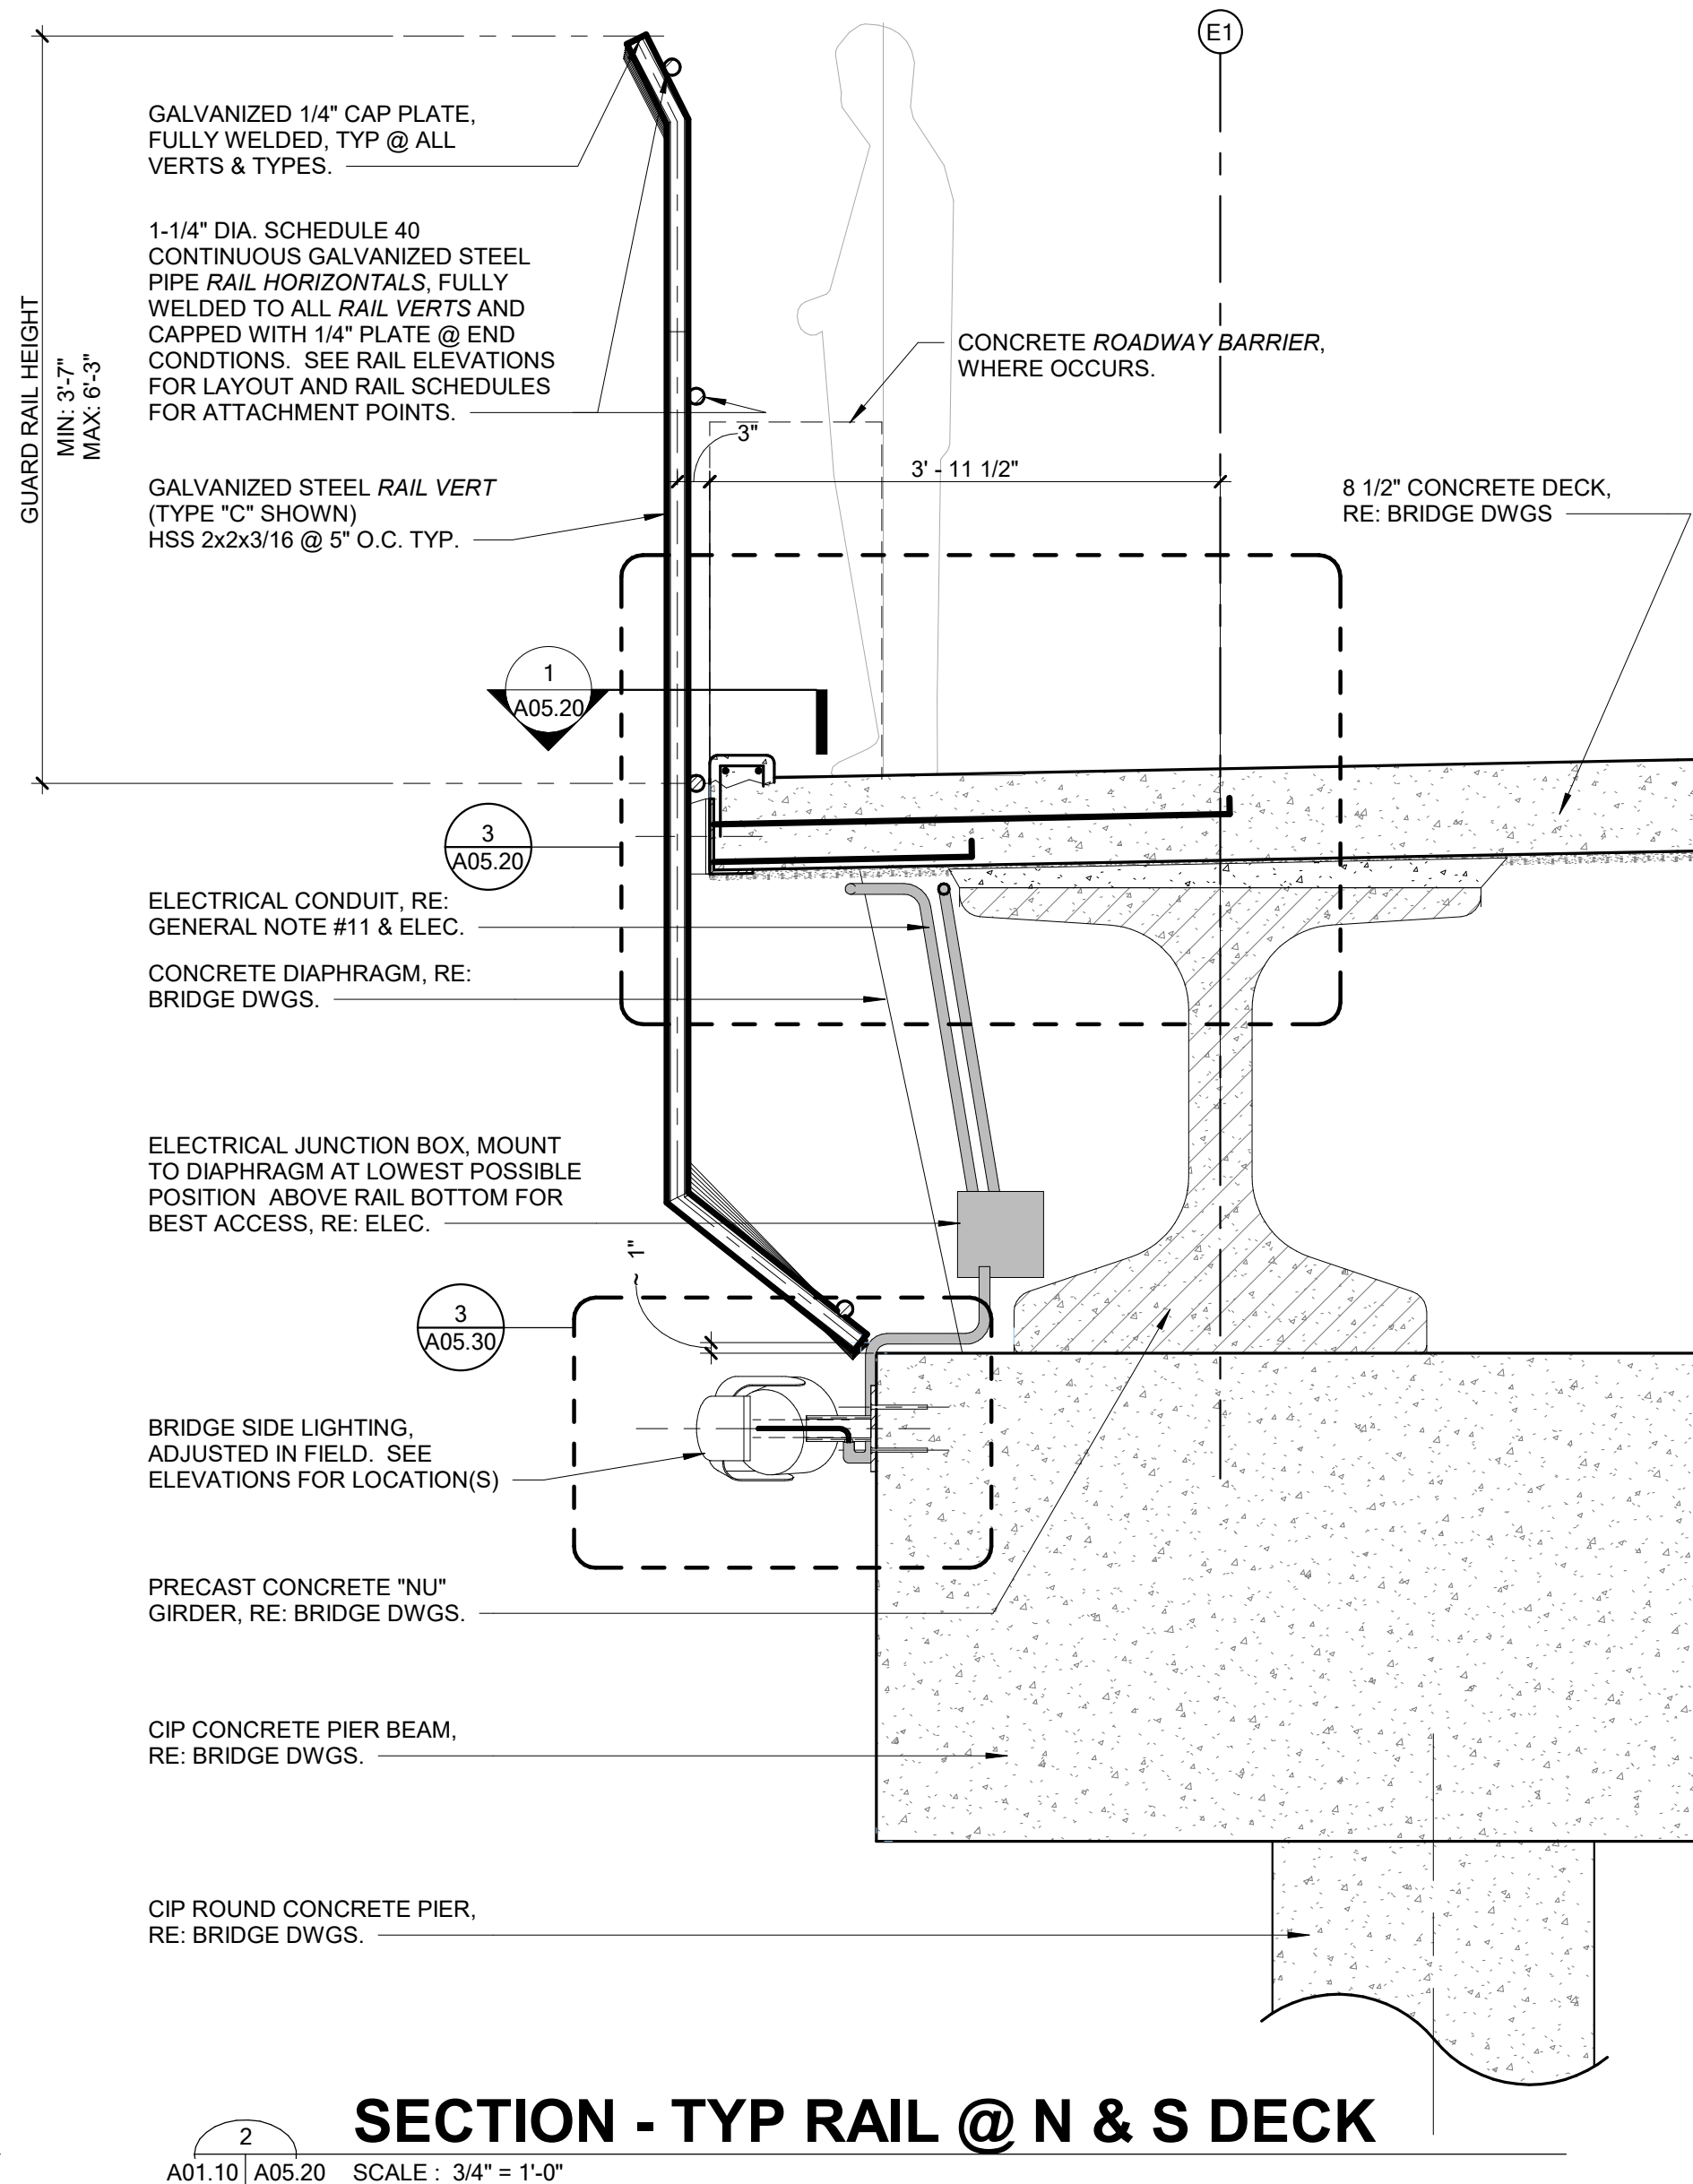 E1
GALVANIZED 1/4" CAP PLATE,
FULLY WELDED, TYP @ ALL
VERTS & TYPES.
1-1/4" DIA. SCHEDULE 40
CONTINUOUS GALVANIZED STEEL
PIPE RAIL HORIZONTALS, FULLY
WELDED TO ALL RAIL VERTS AND
CAPPED WITH 1/4" PLATE @ END
CONDTIONS. SEE RAIL ELEVATIONS
FOR LAYOUT AND RAIL SCHEDULES
FOR ATTACHMENT POINTS.
GUARD RAIL HEIGHT
MIN: 3'-7"
MAX: 6'-3"
CONCRETE ROADWAY BARRIER,
WHERE OCCURS.
3"
3' - 11 1/2"
GALVANIZED STEEL RAIL VERT
(TYPE "C" SHOWN)
HSS 2x2x3/16 @ 5" O.C. TYP.
8 1/2" CONCRETE DECK,
RE: BRIDGE DWGS
1
A05.20
3
A05.20
ELECTRICAL CONDUIT, RE:
GENERAL NOTE #11 & ELEC.
CONCRETE DIAPHRAGM, RE:
BRIDGE DWGS.
ELECTRICAL JUNCTION BOX, MOUNT
TO DIAPHRAGM AT LOWEST POSSIBLE
POSITION ABOVE RAIL BOTTOM FOR
BEST ACCESS, RE: ELEC.
~ 1"
3
A05.30
BRIDGE SIDE LIGHTING,
ADJUSTED IN FIELD. SEE
ELEVATIONS FOR LOCATION(S)
PRECAST CONCRETE "NU"
GIRDER, RE: BRIDGE DWGS.
CIP CONCRETE PIER BEAM,
RE: BRIDGE DWGS.
CIP ROUND CONCRETE PIER,
RE: BRIDGE DWGS.
SECTION - TYP RAIL @ N & S DECK
2
A01.10 A05.20 SCALE : 3/4" = 1'-0"